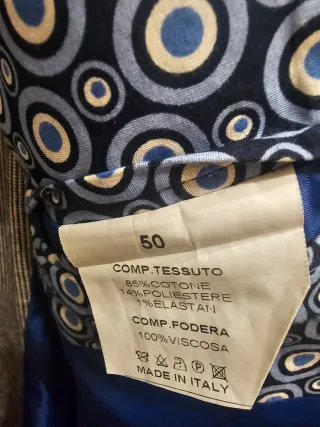 50
COMP.TESSUTO
85%COTONE
14%POLIESTERE
1%ELASTAN
COMP.FODERA
100%VISCOSA
MADE IN ITALY